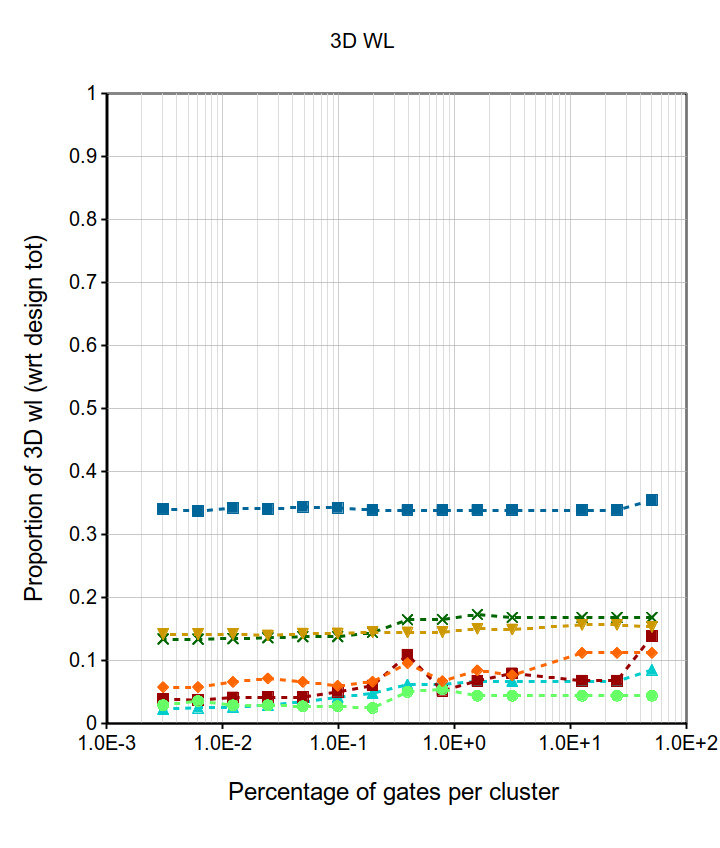 3D WL
1
0.9
0.8
0.7
0.6
0.5
0.4
0.3
0.2
0.1
0
Proportion of 3D wl (wrt design tot)
1.0E-3 1.0E-2 1.0E-1 1.0E+0 1.0E+1 1.0E+2
Percentage of gates per cluster